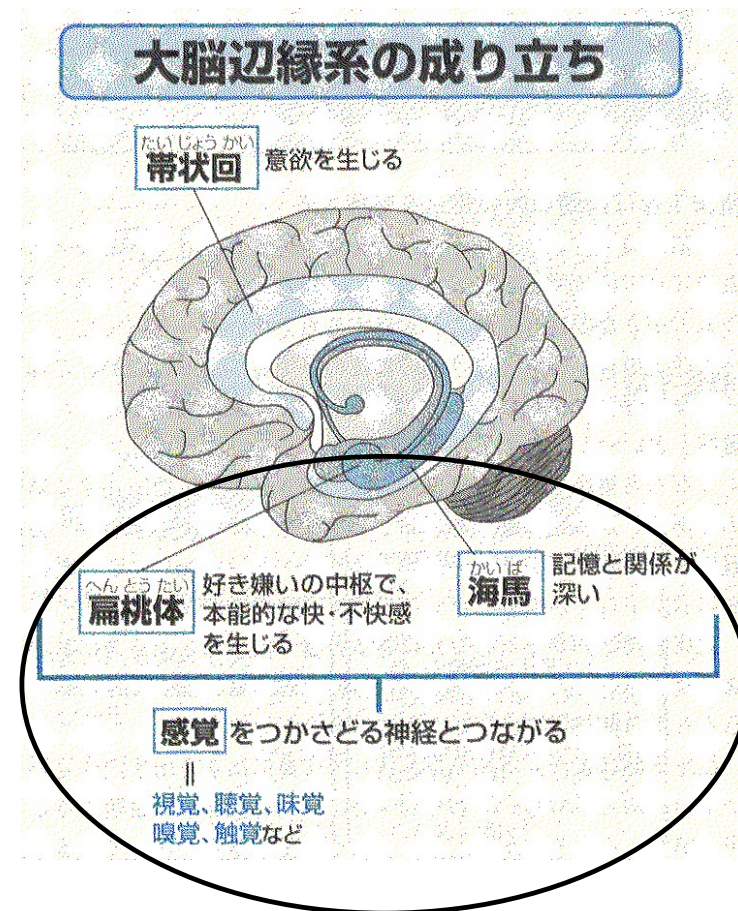 大脳辺縁系の成り立ち
たいじょうかい
帯状回 意欲を生じる
へんとうたい
扁桃体 好き嫌いの中枢で、
本能的な快・不快感
を生じる
かいば
海馬 記憶と関係が
深い
感覚をつかさどる神経とつながる
||
視覚、聴覚、味覚
嗅覚、触覚など